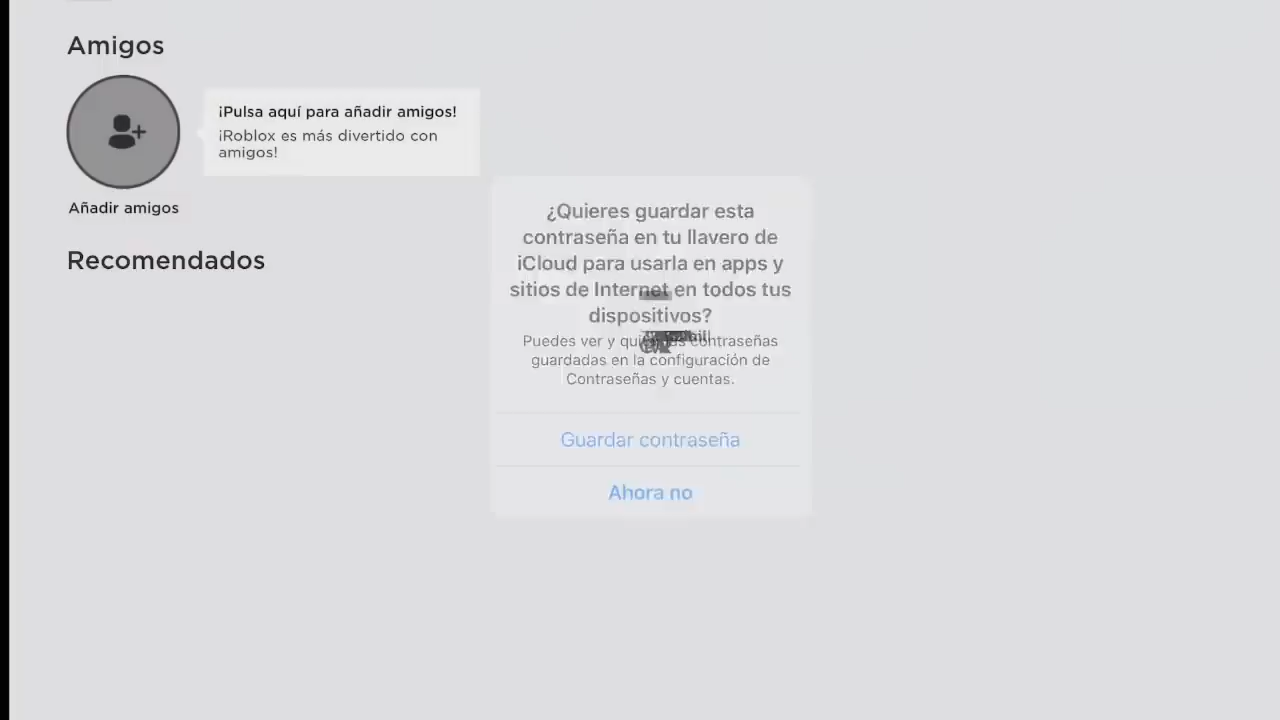 Amigos
¡Pulsa aquí para añadir amigos!
¡Roblox es más divertido con
amigos!
Añadir amigos
Recomendados
¿Quieres guardar esta
contraseña en tu llavero de
iCloud para usarla en apps y
sitios de Internet en todos tus
dispositivos?
Puedes ver y contraseñas
guardadas en la configuración de
Contraseñas y cuentas.
Guardar contraseña
Ahora no